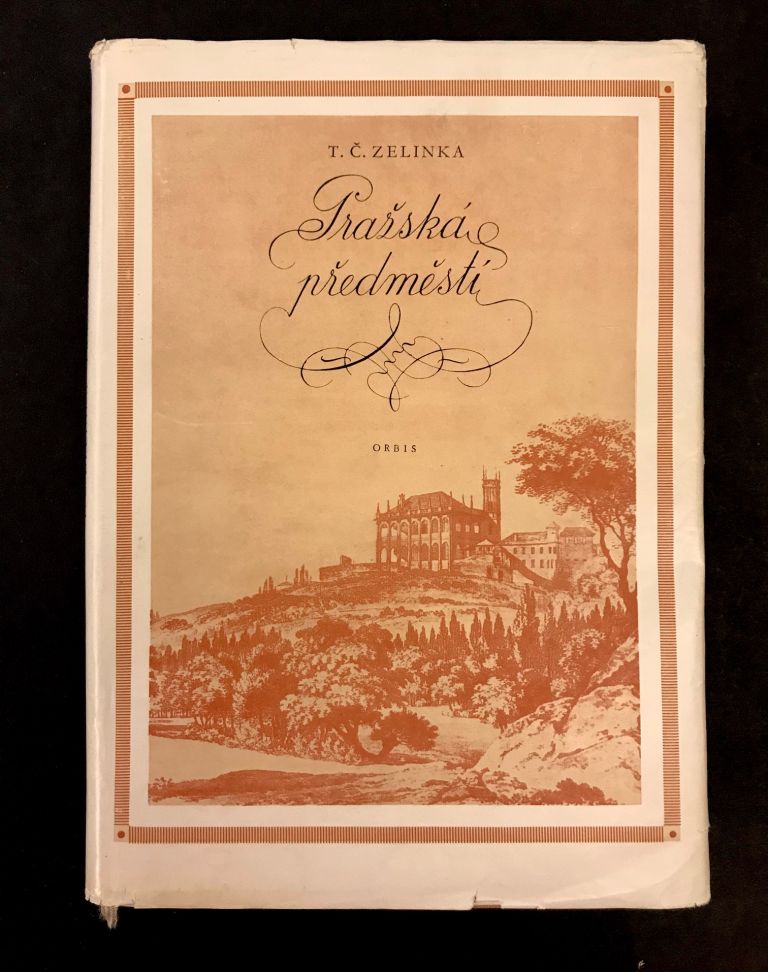 T. Č. ZELINKA
Pražská
předměstí
ORBIS